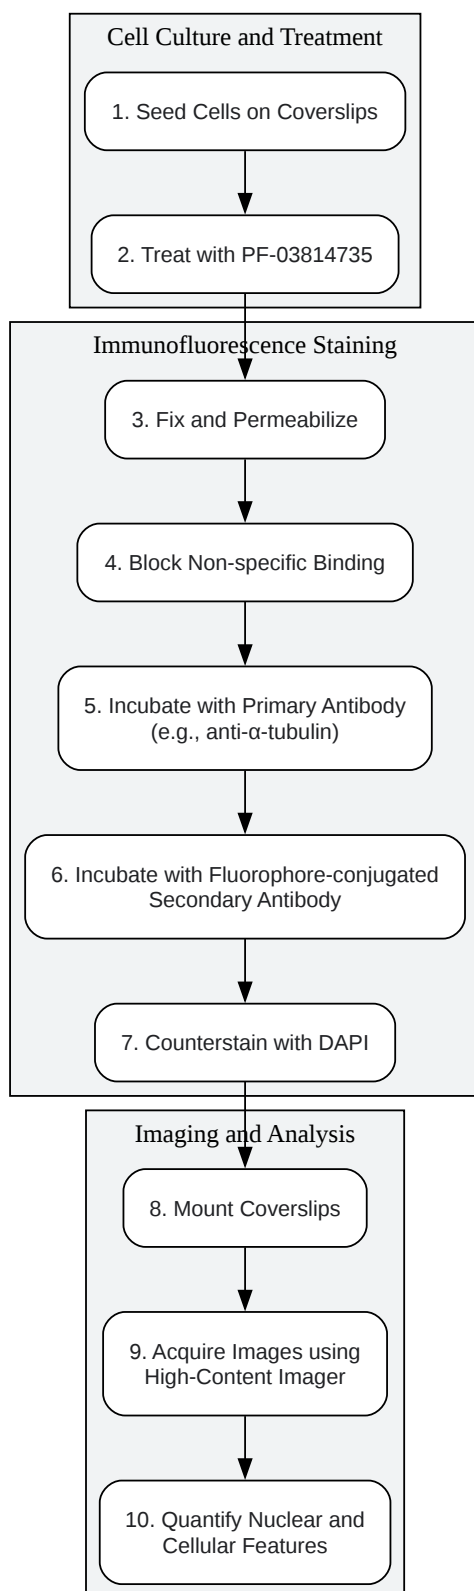 Cell Culture and Treatment
1. Seed Cells on Coverslips
2. Treat with PF-03814735
Immunofluorescence Staining
3. Fix and Permeabilize
4. Block Non-specific Binding
5. Incubate with Primary Antibody
(e.g., anti-α-tubulin)
6. Incubate with Fluorophore-conjugated
Secondary Antibody
7. Counterstain with DAPI
Imaging and Analysis
8. Mount Coverslips
9. Acquire Images using
High-Content Imager
10. Quantify Nuclear and
Cellular Features